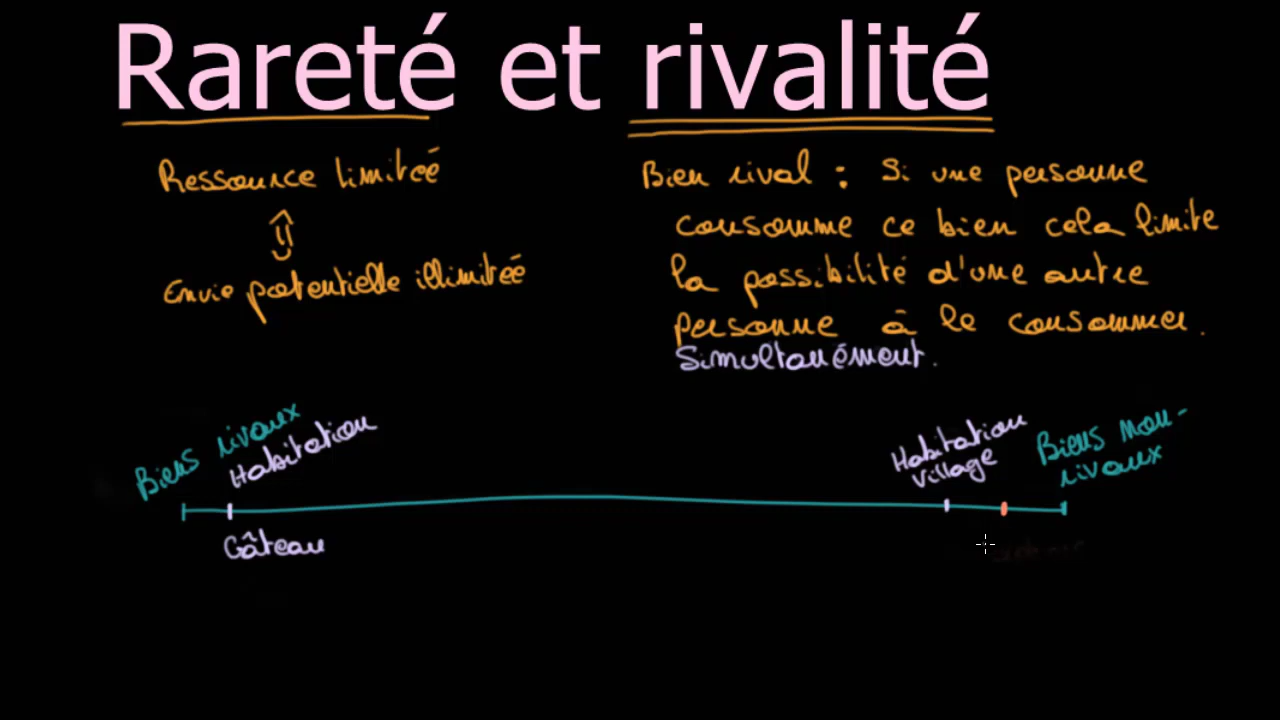 Rareté et rivalité
Ressource limitée
Envie potentielle illimitée
Bien rival : Si une personne
consomme ce bien cela limite
la possibilité d'une autre
personne à le consommer.
Simultanément.
Biens rivaux
Habitation
Gâteau
Habitation
village
Biens non-
rivaux